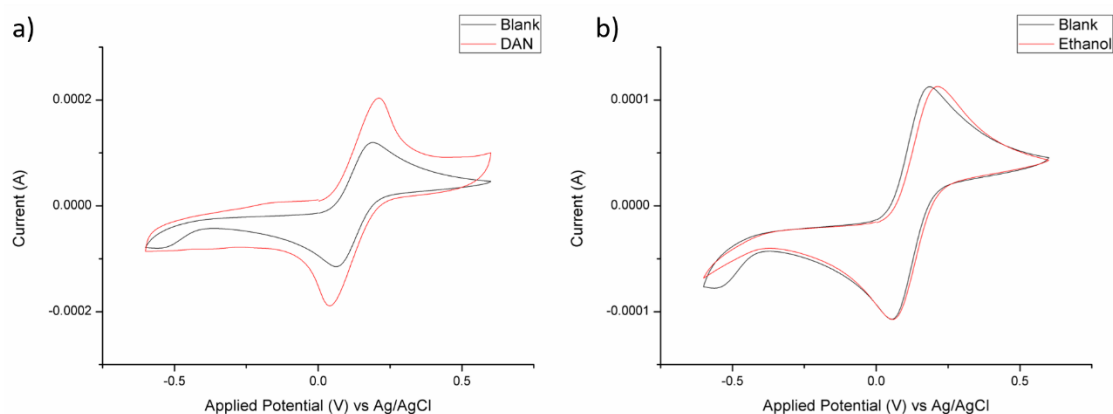 a)
Blank
DAN
0.0002
0.0000
-0.0002
Current (A)
-0.5
0.0
0.5
Applied Potential (V) vs Ag/AgCl
b)
Blank
Ethanol
0.0001
0.0000
-0.0001
Current (A)
-0.5
0.0
0.5
Applied Potential (V) vs Ag/AgCl